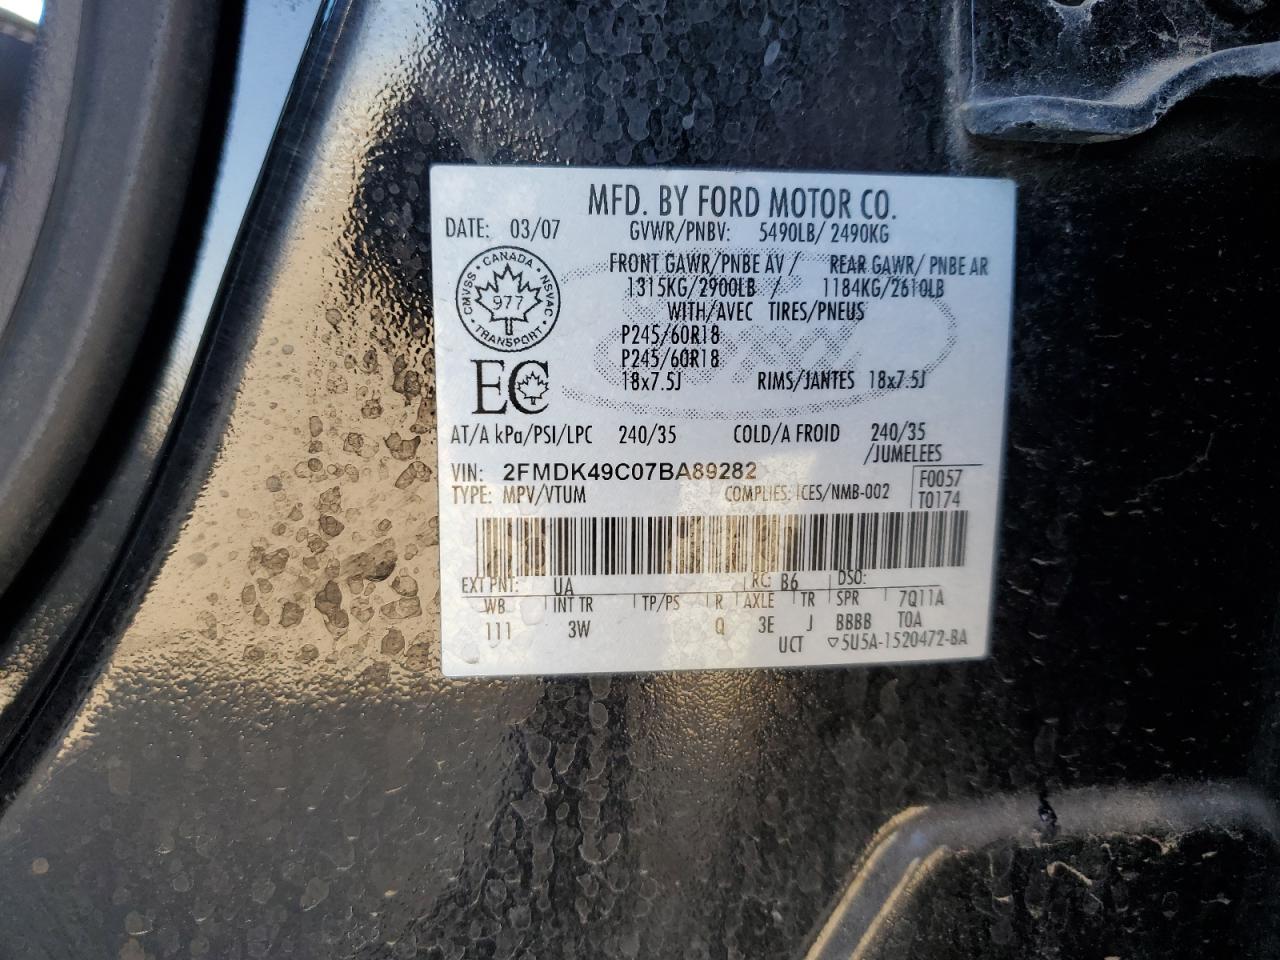 MFD. BY FORD MOTOR CO.
DATE: 03/07 GVWR/PNBV: 5490LB/ 2490KG
FRONT GAWR/PNBE AV / REAR GAWR/ PNBE AR
1315KG/2900LB / 1184KG/2610LB
WITH/AVEC TIRES/PNEUS
CANADA
CMVSS NSVAC
977
TRANSPORT
P245/60R18
P245/60R18
EC
18x7.5J RIMS/JANTES 18x7.5J
AT/A kPa/PSI/LPC 240/35 COLD/A FROID 240/35
/JUMELEES
VIN: 2FMDK49C07BA89282 F0057
TYPE: MPV/VTUM COMPLIES: ICES/NMB-002 T0174
EXT PNT: UA RC: B6 DSO:
WB INT TR TP/PS R AXLE TR SPR 7Q11A
111 3W Q 3E J BBBB T0A
UCT ▽5U5A-1520472-BA